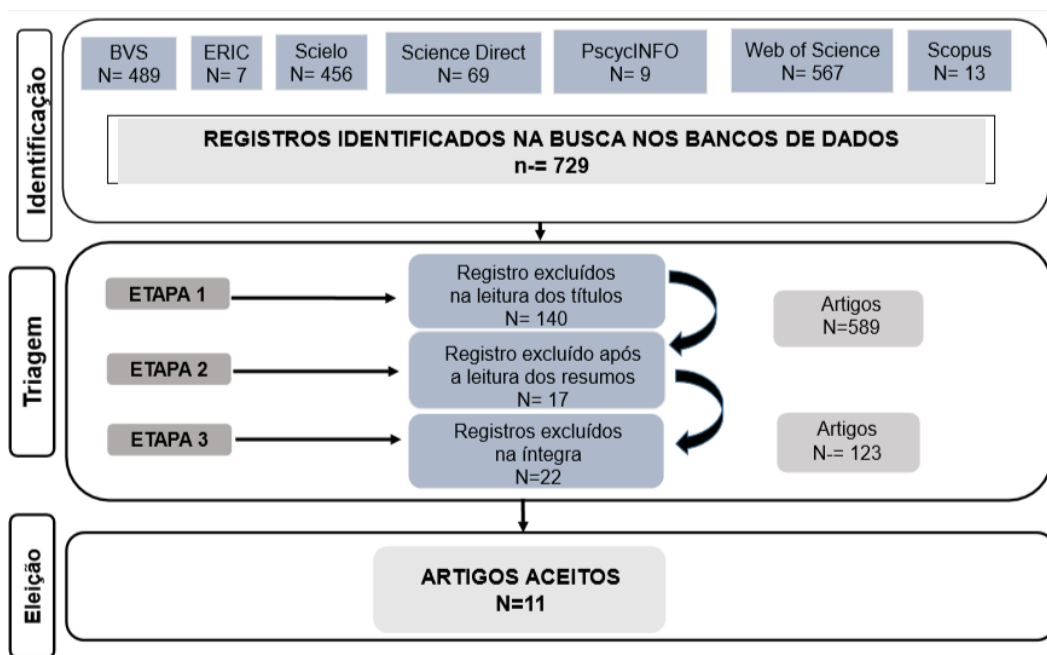 Identificação
BVS
N= 489
ERIC
N= 7
Scielo
N= 456
Science Direct
N= 69
PscycINFO
N= 9
Web of Science
N= 567
Scopus
N= 13
REGISTROS IDENTIFICADOS NA BUSCA NOS BANCOS DE DADOS
n-= 729
Triagem
ETAPA 1
Registro excluídos
na leitura dos títulos
N= 140
Artigos
N=589
ETAPA 2
Registro excluído após
a leitura dos resumos
N= 17
ETAPA 3
Registros excluídos
na íntegra
N=22
Artigos
N-= 123
Eleição
ARTIGOS ACEITOS
N=11